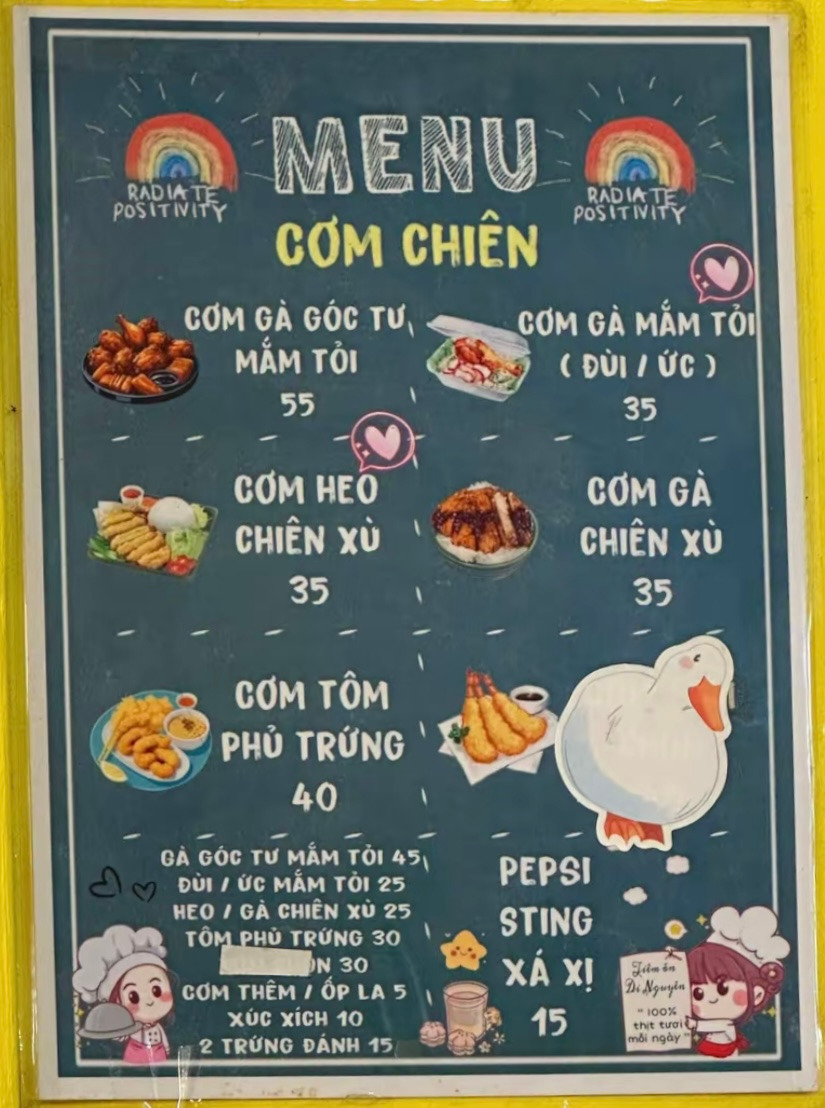 RADIATE
POSITIVITY
MENU
RADIATE
POSITIVITY
CƠM CHIÊN
CƠM GÀ GÓC TƯ
MẮM TỎI
55
CƠM GÀ MẮM TỎI
( ĐÙI / ỨC )
35
CƠM HEO
CHIÊN XÙ
35
CƠM GÀ
CHIÊN XÙ
35
CƠM TÔM
PHỦ TRỨNG
40
GÀ GÓC TƯ MẮM TỎI 45
ĐÙI / ỨC MẮM TỎI 25
HEO / GÀ CHIÊN XÙ 25
TÔM PHỦ TRỨNG 30
30
CƠM THÊM / ỐP LA 5
XÚC XÍCH 10
2 TRỨNG ĐÁNH 15
PEPSI
STING
XÁ XỊ
15
Tiệm ăn
Dì Nguyên
" 100%
thịt tươi
mỗi ngày "